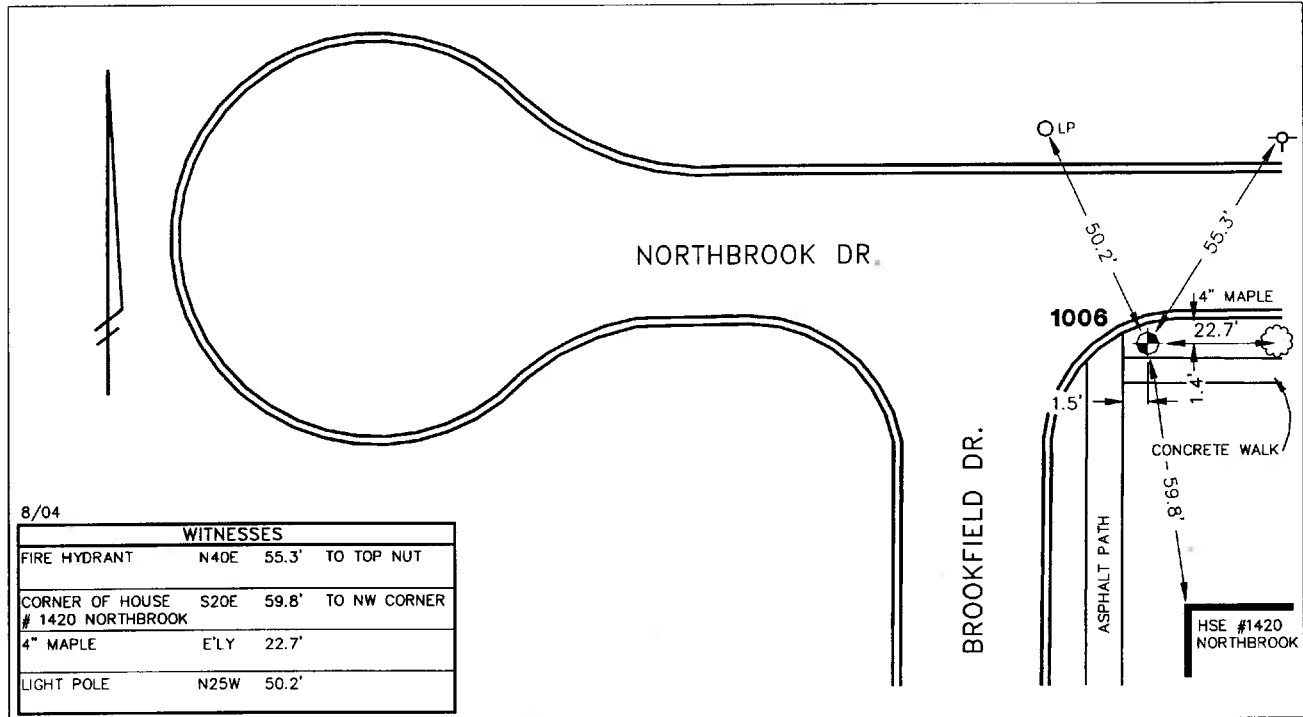 LP
50.2'
55.3'
NORTHBROOK DR.
4" MAPLE
1006
22.7'
1.5'
1.4'
CONCRETE WALK
59.8'
BROOKFIELD DR.
ASPHALT PATH
HSE #1420
NORTHBROOK
8/04
WITNESSES
FIRE HYDRANT N40E 55.3' TO TOP NUT
CORNER OF HOUSE S20E 59.8' TO NW CORNER
# 1420 NORTHBROOK
4" MAPLE E'LY 22.7'
LIGHT POLE N25W 50.2'